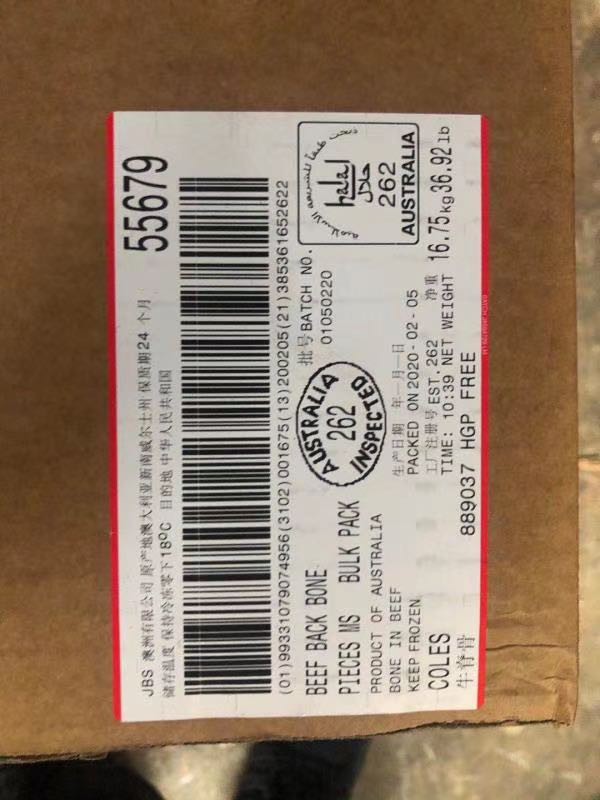 JBS 澳洲有限公司 原产地澳大利亚新南威尔士州 保质期24 个月
储存温度 保持冷冻零下18°C 目的地 中华人民共和国
55679
(01)99331079074956(3102)001675(13)200205(21)385361652622
BEEF BACK BONE
PIECES MS BULK PACK
PRODUCT OF AUSTRALIA
BONE IN BEEF
KEEP FROZEN
COLES
牛脊骨
AUSTRALIA
262
INSPECTED
批号BATCH NO.
01050220
halal
حلال
262
AUSTRALIA
生产日期 年-月-日
PACKED ON 2020-02-05
工厂注册号 EST.262 净重
TIME: 10:39 NET WEIGHT 16.75kg 36.92lb
889037 HGP FREE